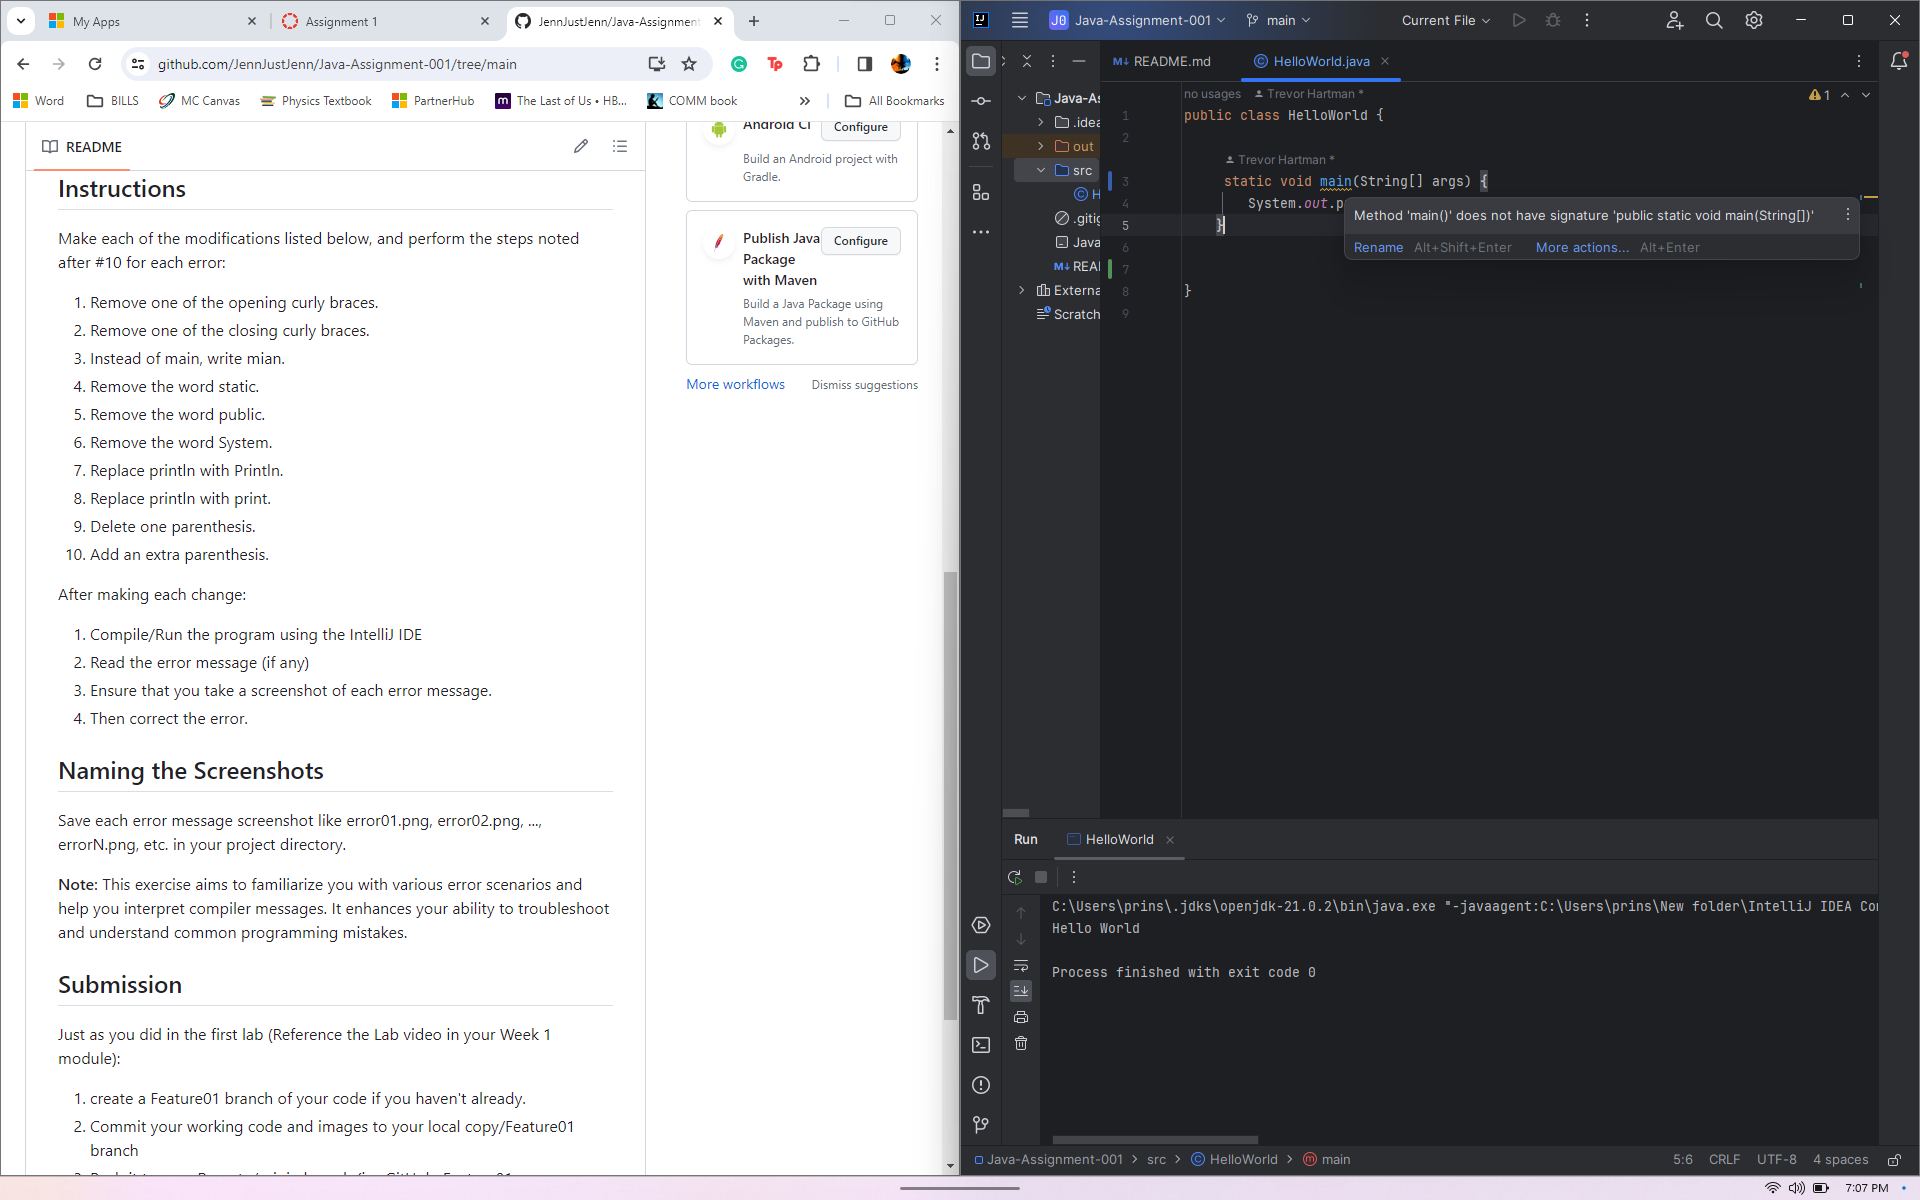 My Apps
Assignment 1
JennJustJenn/Java-Assignment
github.com/JennJustJenn/Java-Assignment-001/tree/main
Word
BILLS
MC Canvas
Physics Textbook
PartnerHub
The Last of Us • HB...
COMM book
All Bookmarks
README
Instructions
Make each of the modifications listed below, and perform the steps noted
after #10 for each error:
1. Remove one of the opening curly braces.
2. Remove one of the closing curly braces.
3. Instead of main, write mian.
4. Remove the word static.
5. Remove the word public.
6. Remove the word System.
7. Replace println with Println.
8. Replace println with print.
9. Delete one parenthesis.
10. Add an extra parenthesis.
After making each change:
1. Compile/Run the program using the IntelliJ IDE
2. Read the error message (if any)
3. Ensure that you take a screenshot of each error message.
4. Then correct the error.
Naming the Screenshots
Save each error message screenshot like error01.png, error02.png, ...,
errorN.png, etc. in your project directory.
Note: This exercise aims to familiarize you with various error scenarios and
help you interpret compiler messages. It enhances your ability to troubleshoot
and understand common programming mistakes.
Submission
Just as you did in the first lab (Reference the Lab video in your Week 1
module):
1. create a Feature01 branch of your code if you haven't already.
2. Commit your working code and images to your local copy/Feature01
branch
Android CI
Configure
Build an Android project with
Gradle.
Publish Java
Package
with Maven
Configure
Build a Java Package using
Maven and publish to GitHub
Packages.
More workflows
Dismiss suggestions
Java-Assignment-001
main
Current File
README.md
HelloWorld.java
Java-As
.idea
out
src
H
.gitig
Java
REAI
Externa
Scratch
no usages
Trevor Hartman *
1
1 public class HelloWorld {
2
Trevor Hartman *
3 static void main(String[] args) {
4 System.out.p
5 }
6
7
8 }
9
Method 'main()' does not have signature 'public static void main(String[])'
Rename Alt+Shift+Enter More actions... Alt+Enter
Run
HelloWorld
C:\Users\prins\.jdks\openjdk-21.0.2\bin\java.exe "-javaagent:C:\Users\prins\New folder\IntelliJ IDEA Co
Hello World
Process finished with exit code 0
Java-Assignment-001 > src > HelloWorld > main
5:6 CRLF UTF-8 4 spaces
7:07 PM